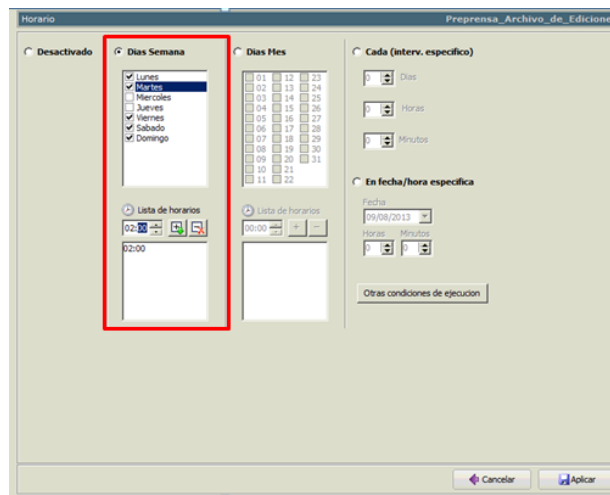 Horario
Preprensa_Archivo_de_Edicione
Desactivado
Dias Semana
Lunes
Martes
Miercoles
Jueves
Viernes
Sabado
Domingo
Lista de horarios
02:00
02:00
Dias Mes
01 12 23
02 13 24
03 14 25
04 15 26
05 16 27
06 17 28
07 18 29
08 19 30
09 20 31
10 21
11 22
Lista de horarios
00:00
Cada (interv. especifico)
0 Dias
0 Horas
0 Minutos
En fecha/hora especifica
Fecha
09/08/2013
Horas Minutos
0 0
Otras condiciones de ejecucion
Cancelar
Aplicar